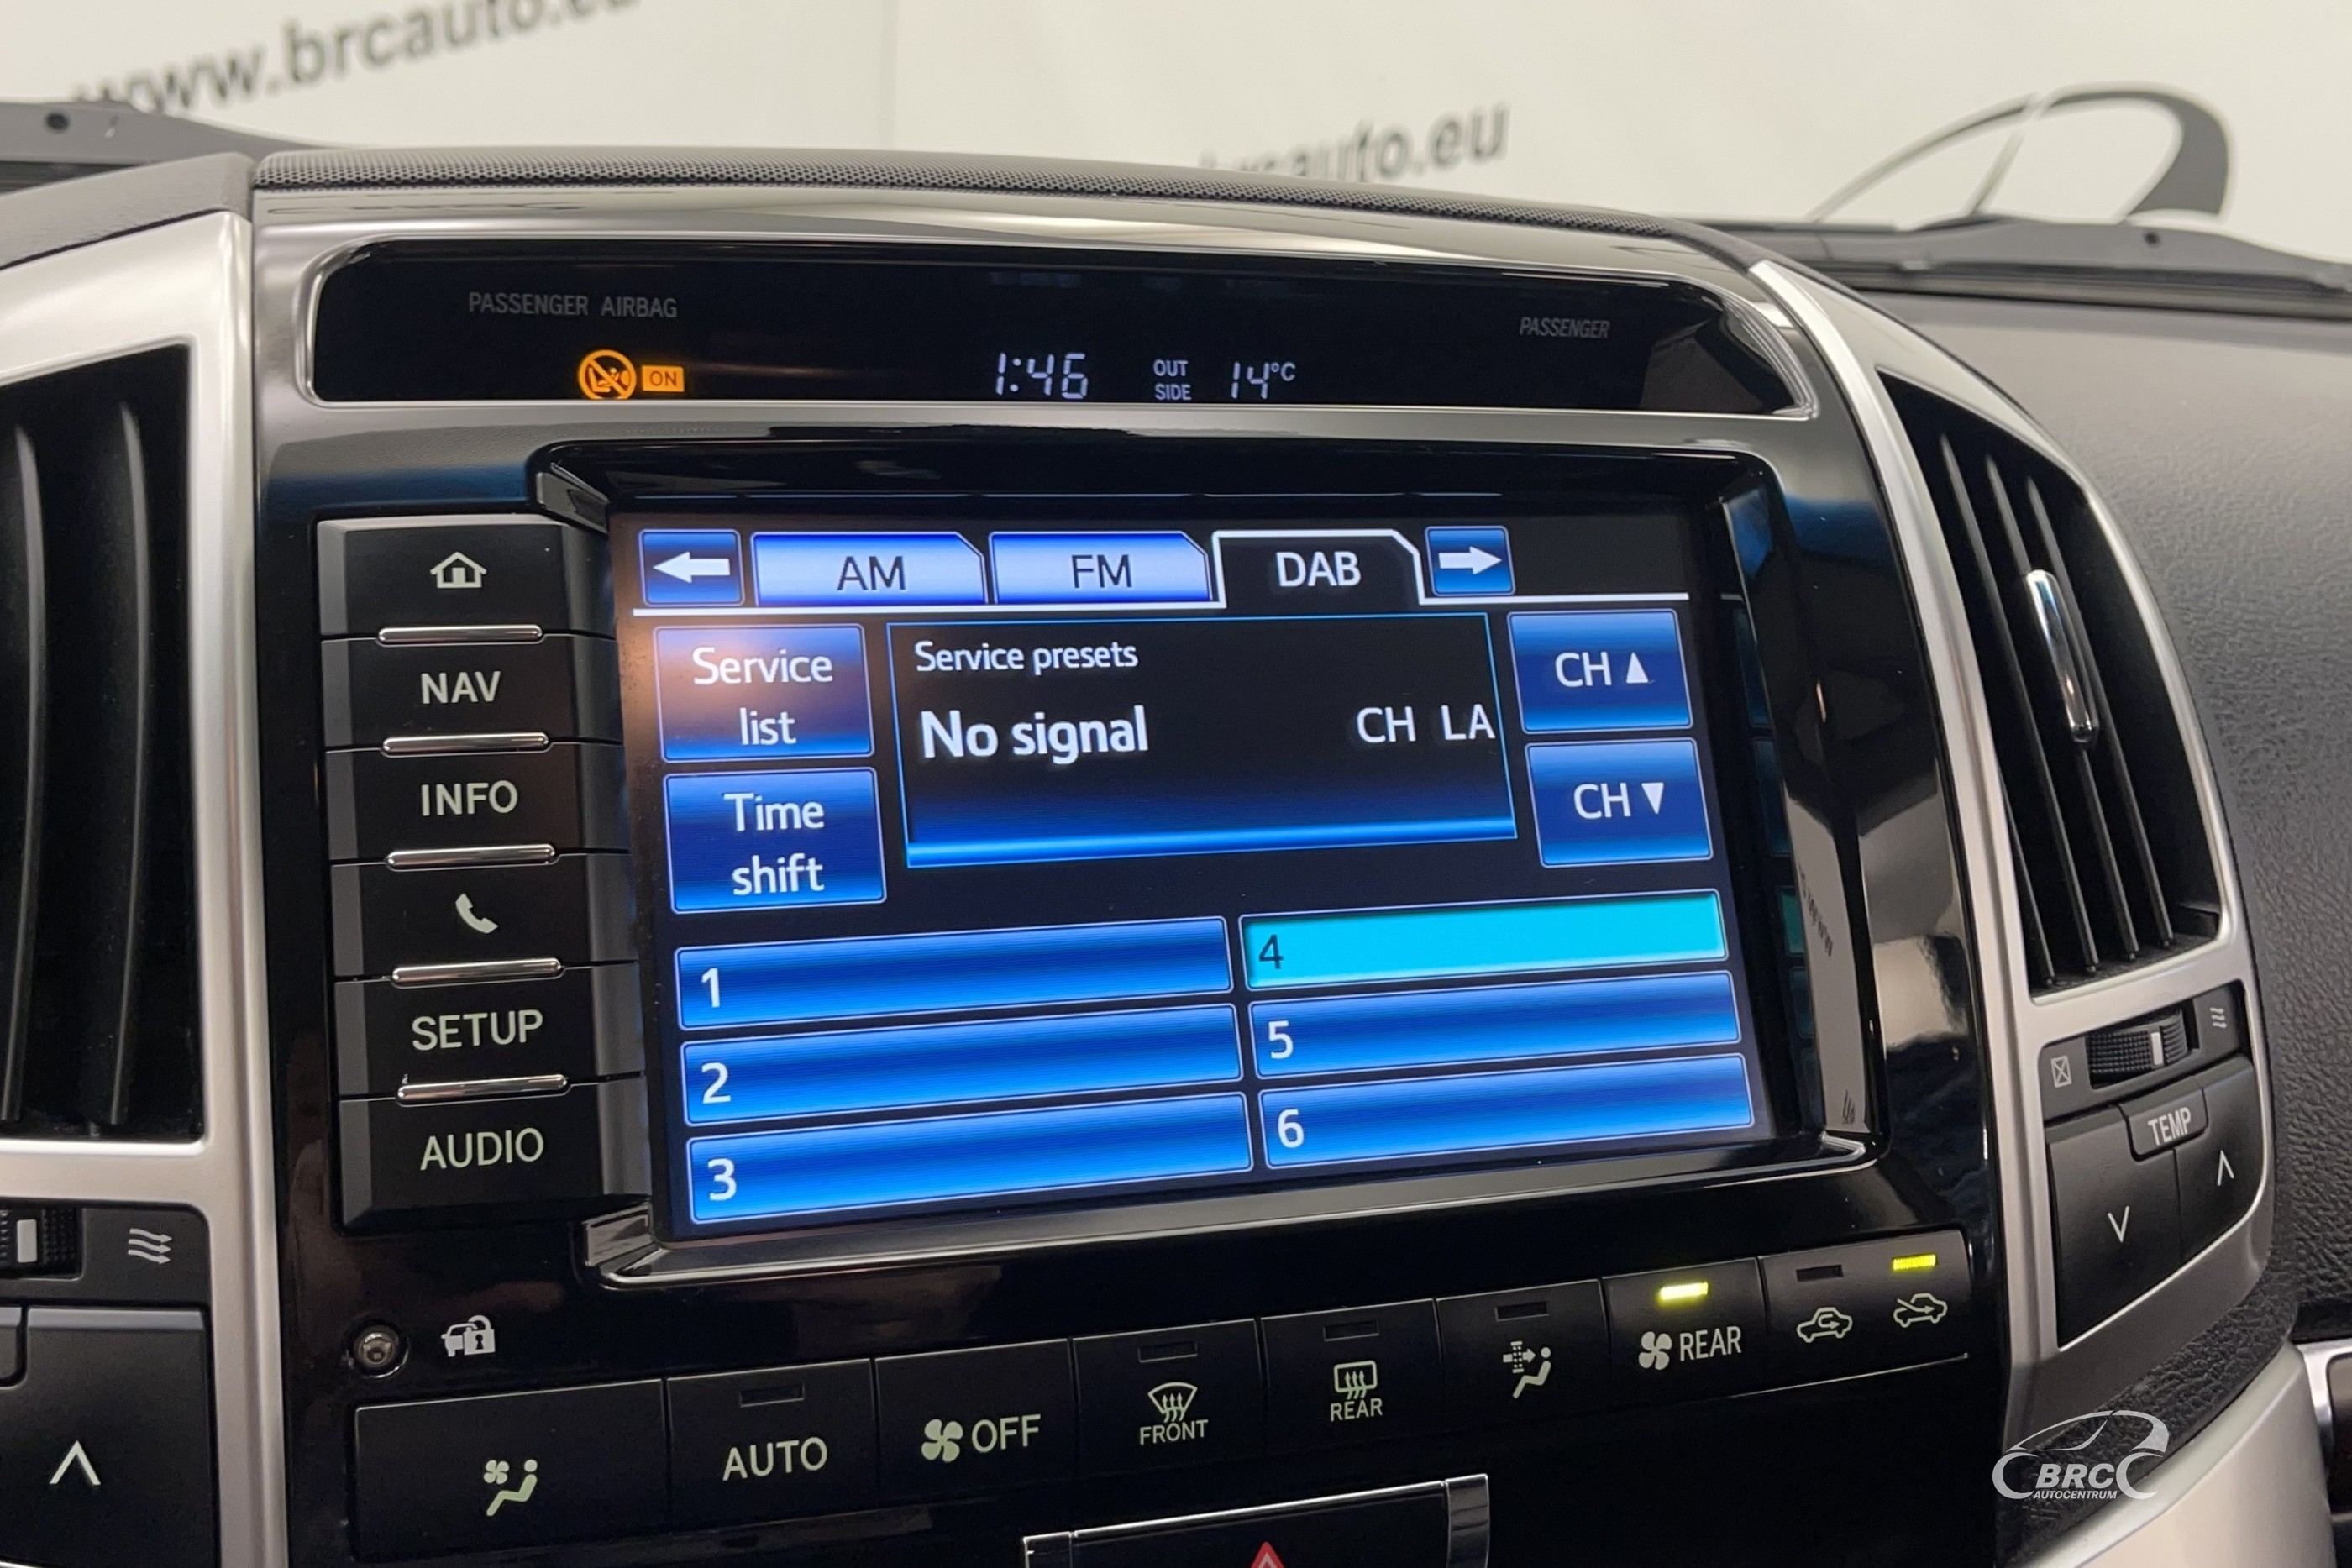 www.brcauto.eu
brcauto.eu
PASSENGER AIRBAG
PASSENGER
ON
1:46
OUT SIDE
14°C
AM
FM
DAB
NAV
INFO
SETUP
AUDIO
Service list
Time shift
Service presets
No signal
CH LA
CH▲
CH▼
1
2
3
4
5
6
TEMP
AUTO
OFF
FRONT
REAR
REAR
BRC
AUTOCENTRUM